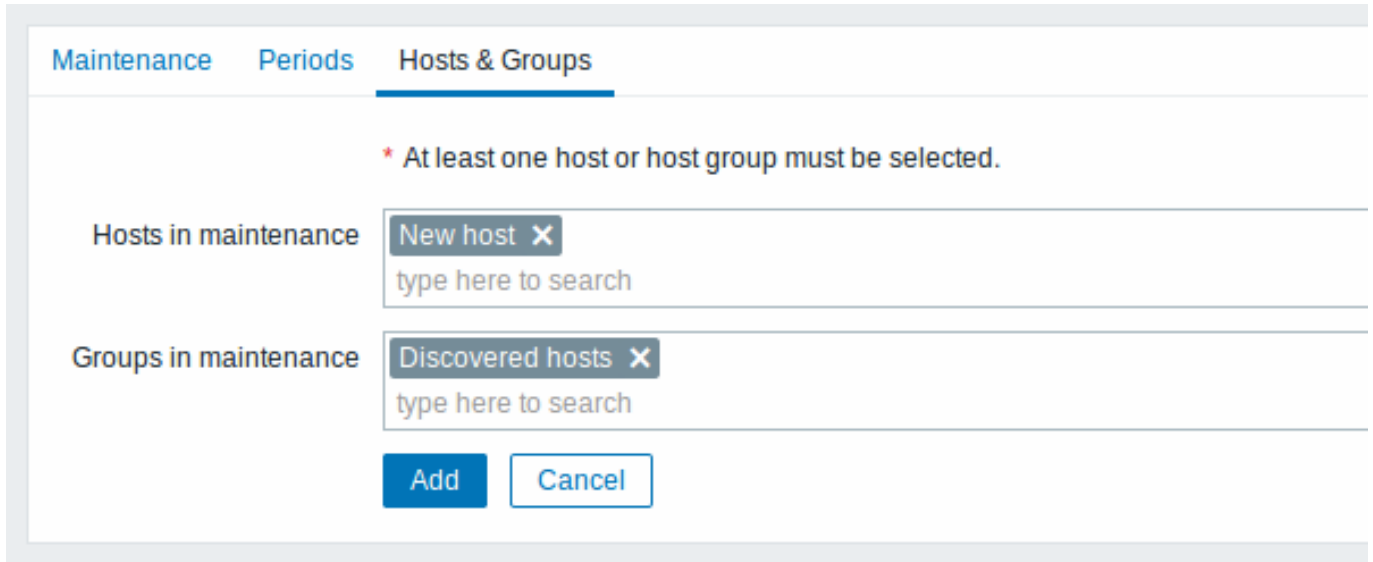 Maintenance Periods Hosts & Groups
* At least one host or host group must be selected.
Hosts in maintenance New host ✕
type here to search
Groups in maintenance Discovered hosts ✕
type here to search
Add Cancel